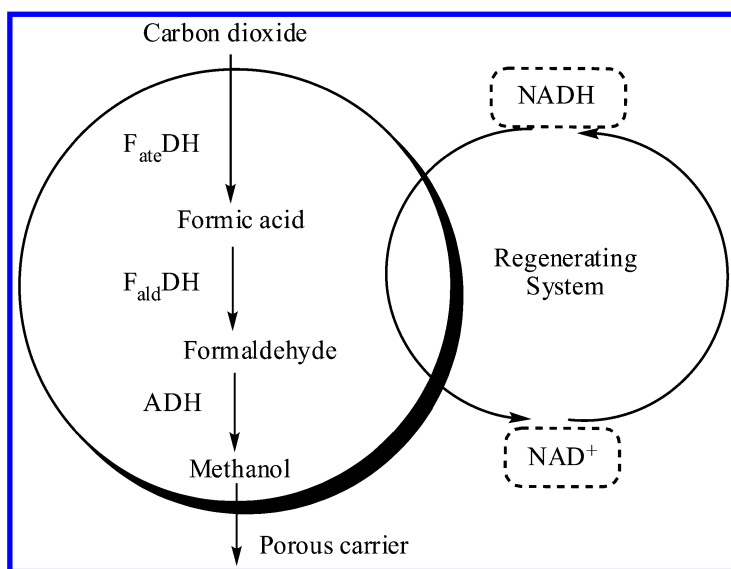 Carbon dioxide
NADH
FateDH
Formic acid
Regenerating
System
FaldDH
Formaldehyde
ADH
Methanol
NAD+
Porous carrier